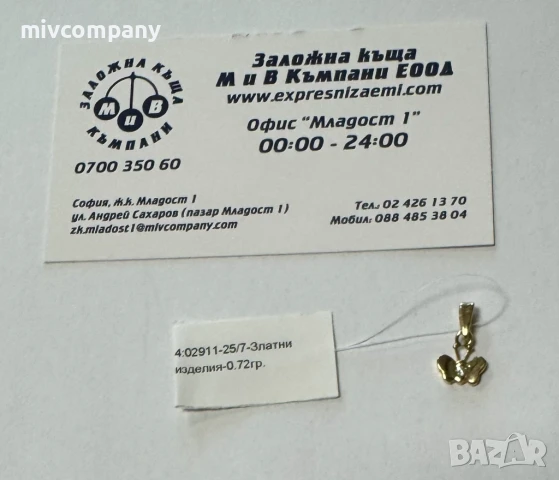 mivcompany
ЗАЛОЖНА КЪЩА
М и В
КЪМПАНИ
0700 350 60
Заложна къща
М и В Къмпани ЕООД
www.expresnizaemi.com
Офис "Младост 1"
00:00 - 24:00
София, ж.к. Младост 1
ул. Андрей Сахаров (пазар Младост 1)
zk.mladost1@mivcompany.com
Тел.: 02 426 13 70
Мобил: 088 485 38 04
4:02911-25/7-Златни
изделия-0.72гр.
BAZAR